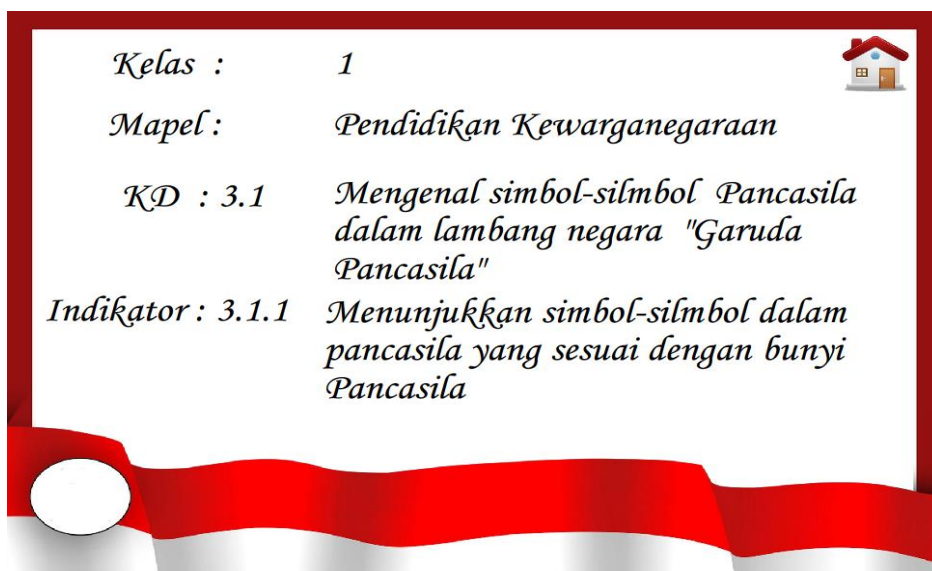 Kelas : 1
Mapel : Pendidikan Kewarganegaraan
KD : 3.1 Mengenal simbol-silmbol Pancasila
dalam lambang negara "Garuda
Pancasila"
Indikator : 3.1.1 Menunjukkan simbol-silmbol dalam
pancasila yang sesuai dengan bunyi
Pancasila